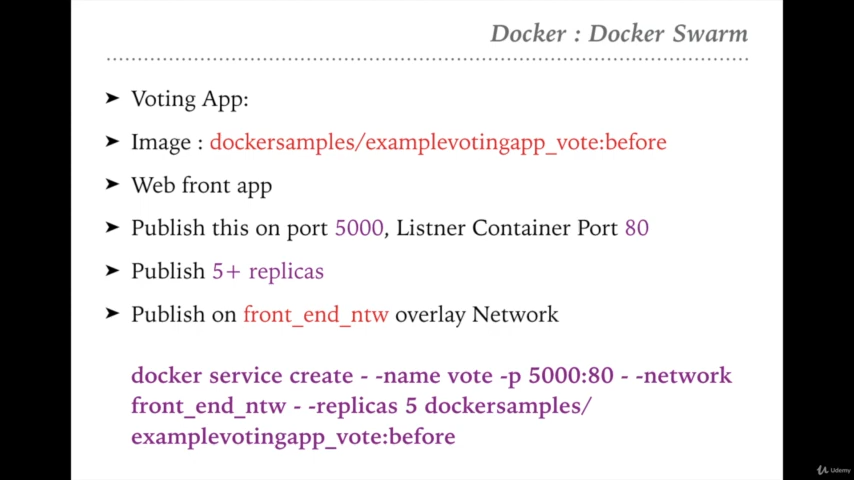 Docker : Docker Swarm
➤ Voting App:
➤ Image : dockersamples/examplevotingapp_vote:before
➤ Web front app
➤ Publish this on port 5000, Listner Container Port 80
➤ Publish 5+ replicas
➤ Publish on front_end_ntw overlay Network
docker service create - -name vote -p 5000:80 - -network
front_end_ntw - -replicas 5 dockersamples/
examplevotingapp_vote:before
Udemy